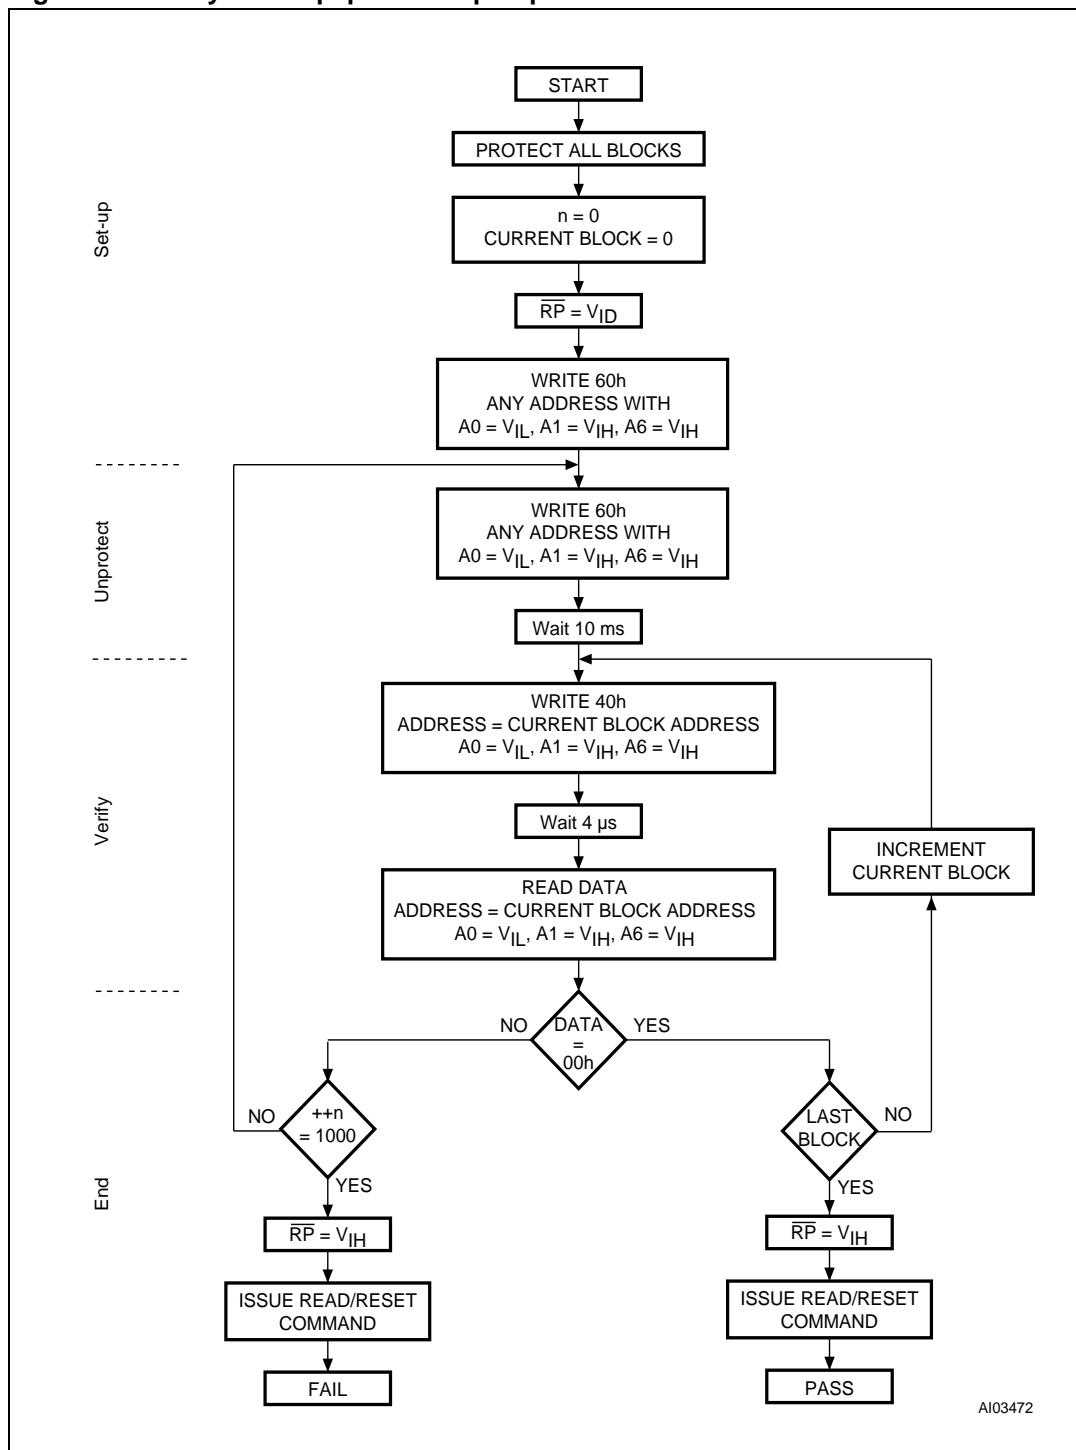 START
PROTECT ALL BLOCKS
Set-up
n = 0
CURRENT BLOCK = 0
RP = VID
WRITE 60h
ANY ADDRESS WITH
A0 = VIL, A1 = VIH, A6 = VIH
Unprotect
WRITE 60h
ANY ADDRESS WITH
A0 = VIL, A1 = VIH, A6 = VIH
Wait 10 ms
Verify
WRITE 40h
ADDRESS = CURRENT BLOCK ADDRESS
A0 = VIL, A1 = VIH, A6 = VIH
Wait 4 µs
INCREMENT
CURRENT BLOCK
READ DATA
ADDRESS = CURRENT BLOCK ADDRESS
A0 = VIL, A1 = VIH, A6 = VIH
End
NO
DATA
=
00h
YES
NO
++n
= 1000
YES
LAST
BLOCK
NO
YES
RP = VIH
RP = VIH
ISSUE READ/RESET
COMMAND
ISSUE READ/RESET
COMMAND
FAIL
PASS
AI03472